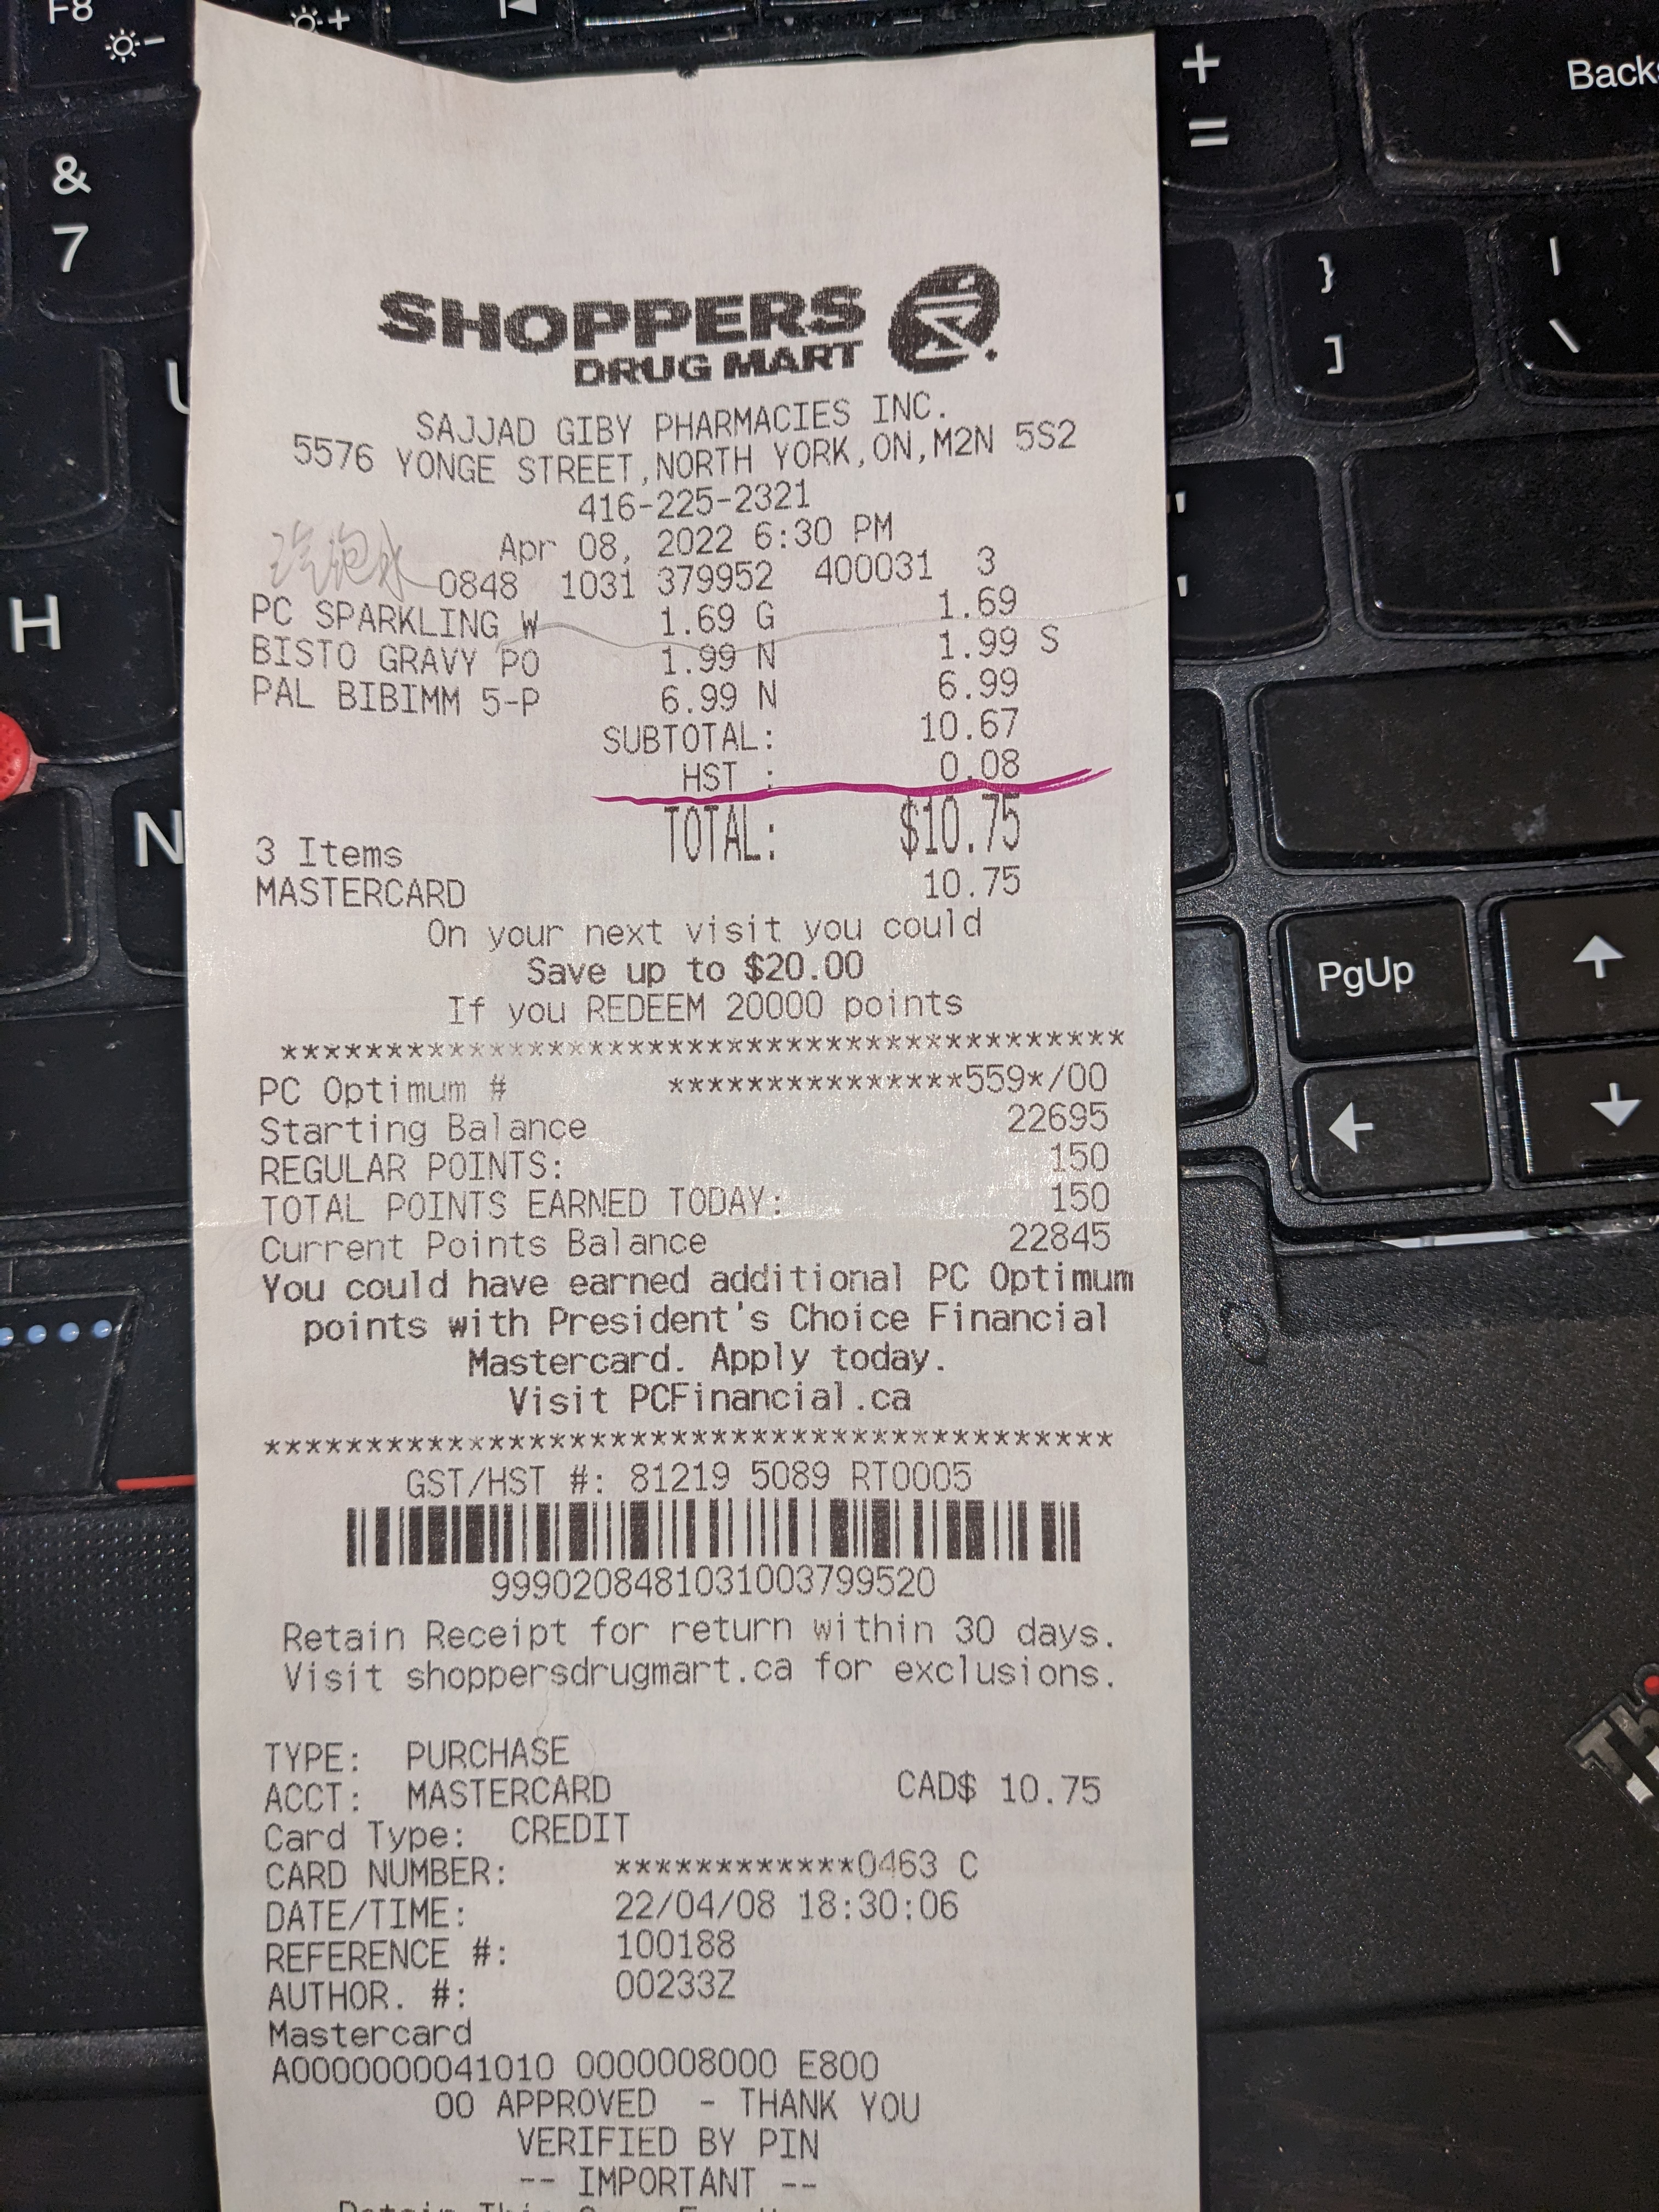 F8
+
Backs
&
7
=
}
]
|
\
U
"
'
H
N
PgUp
SHOPPERS
DRUG MART
SAJJAD GIBY PHARMACIES INC.
5576 YONGE STREET,NORTH YORK,ON,M2N 5S2
416-225-2321
Apr 08, 2022 6:30 PM
汽泡水
0848 1031 379952 400031 3
PC SPARKLING W 1.69 G 1.69
BISTO GRAVY PO 1.99 N 1.99 S
PAL BIBIMM 5-P 6.99 N 6.99
SUBTOTAL: 10.67
HST : 0.08
TOTAL: $10.75
3 Items
MASTERCARD 10.75
On your next visit you could
Save up to $20.00
If you REDEEM 20000 points
*****************************************
PC Optimum # ***************559*/00
Starting Balance 22695
REGULAR POINTS: 150
TOTAL POINTS EARNED TODAY: 150
Current Points Balance 22845
You could have earned additional PC Optimum
points with President's Choice Financial
Mastercard. Apply today.
Visit PCFinancial.ca
*****************************************
GST/HST #: 81219 5089 RT0005
9990208481031003799520
Retain Receipt for return within 30 days.
Visit shoppersdrugmart.ca for exclusions.
TYPE: PURCHASE
ACCT: MASTERCARD CAD$ 10.75
Card Type: CREDIT
CARD NUMBER: ************0463 C
DATE/TIME: 22/04/08 18:30:06
REFERENCE #: 100188
AUTHOR. #: 00233Z
Mastercard
A0000000041010 0000008000 E800
00 APPROVED - THANK YOU
VERIFIED BY PIN
-- IMPORTANT --
Retain This Copy For